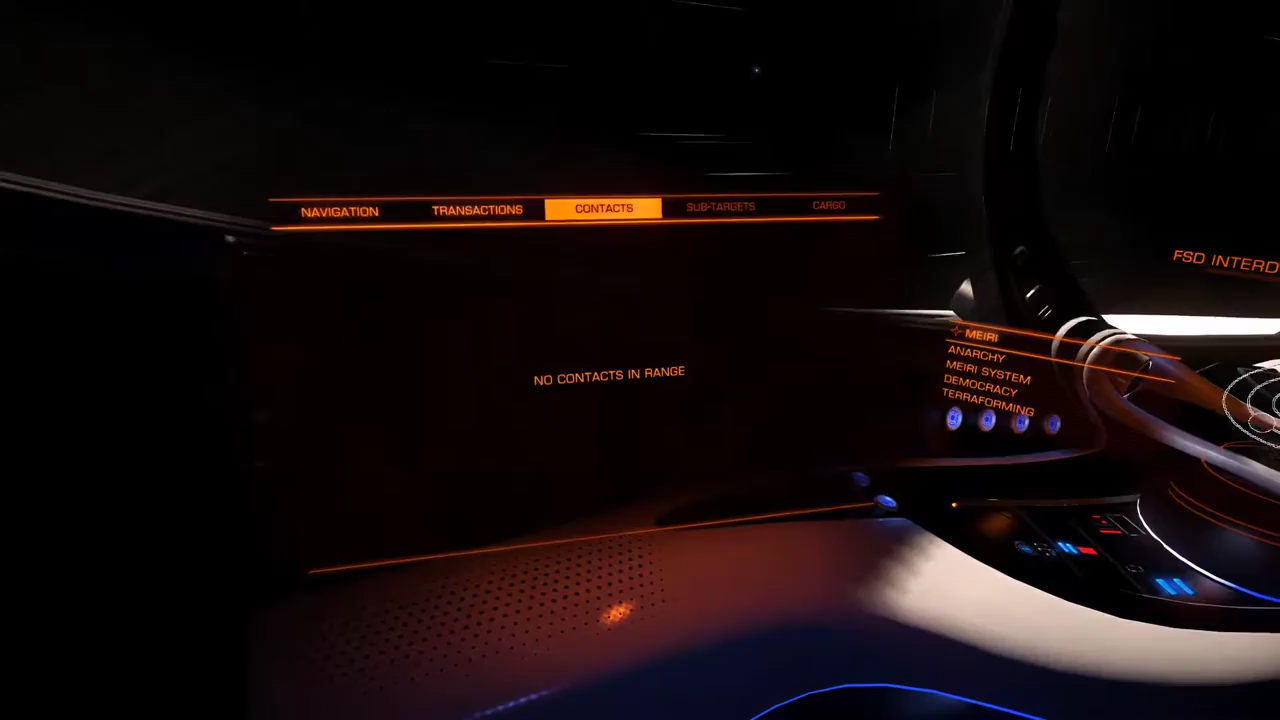 NAVIGATION TRANSACTIONS CONTACTS SUB-TARGETS CARGO
FSD INTERD
MEIRI
ANARCHY
MEIRI SYSTEM
DEMOCRACY
TERRAFORMING
NO CONTACTS IN RANGE